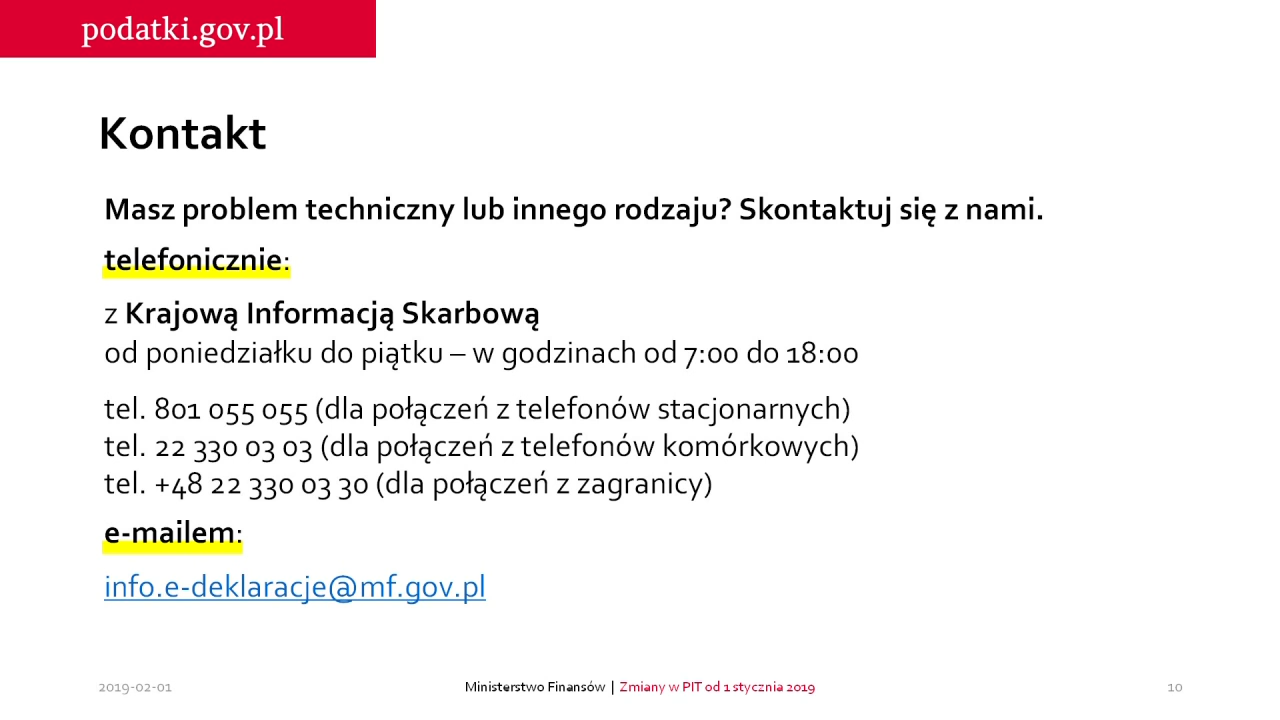 podatki.gov.pl
Kontakt
Masz problem techniczny lub innego rodzaju? Skontaktuj się z nami.
telefonicznie:
z Krajową Informacją Skarbową
od poniedziałku do piątku – w godzinach od 7:00 do 18:00
tel. 801 055 055 (dla połączeń z telefonów stacjonarnych)
tel. 22 330 03 03 (dla połączeń z telefonów komórkowych)
tel. +48 22 330 03 30 (dla połączeń z zagranicy)
e-mailem:
info.e-deklaracje@mf.gov.pl
2019-02-01 Ministerstwo Finansów | Zmiany w PIT od 1 stycznia 2019 10